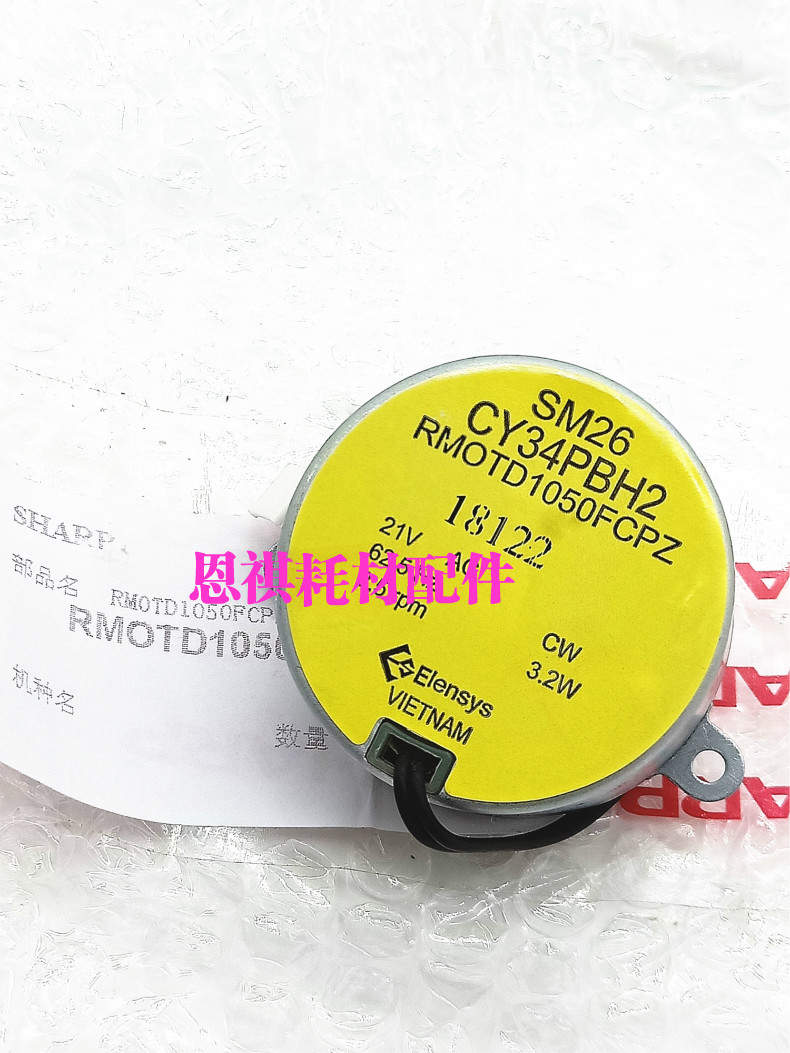 SM26
CY34PBH2
RMOTD1050FCPZ
18122
21V
CW
3.2W
Elensys
VIETNAM
恩祺耗材配件
SHARP
部品名 RMOTD1050FCP
RMOTD1050
机种名
数量